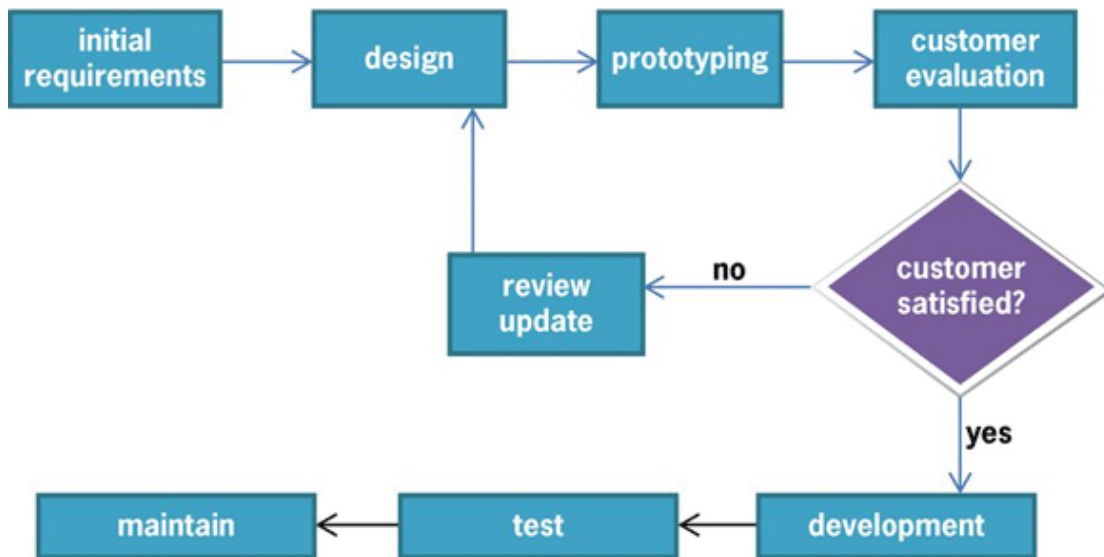 initial
requirements
design
prototyping
customer
evaluation
customer
satisfied?
no
review
update
yes
development
test
maintain